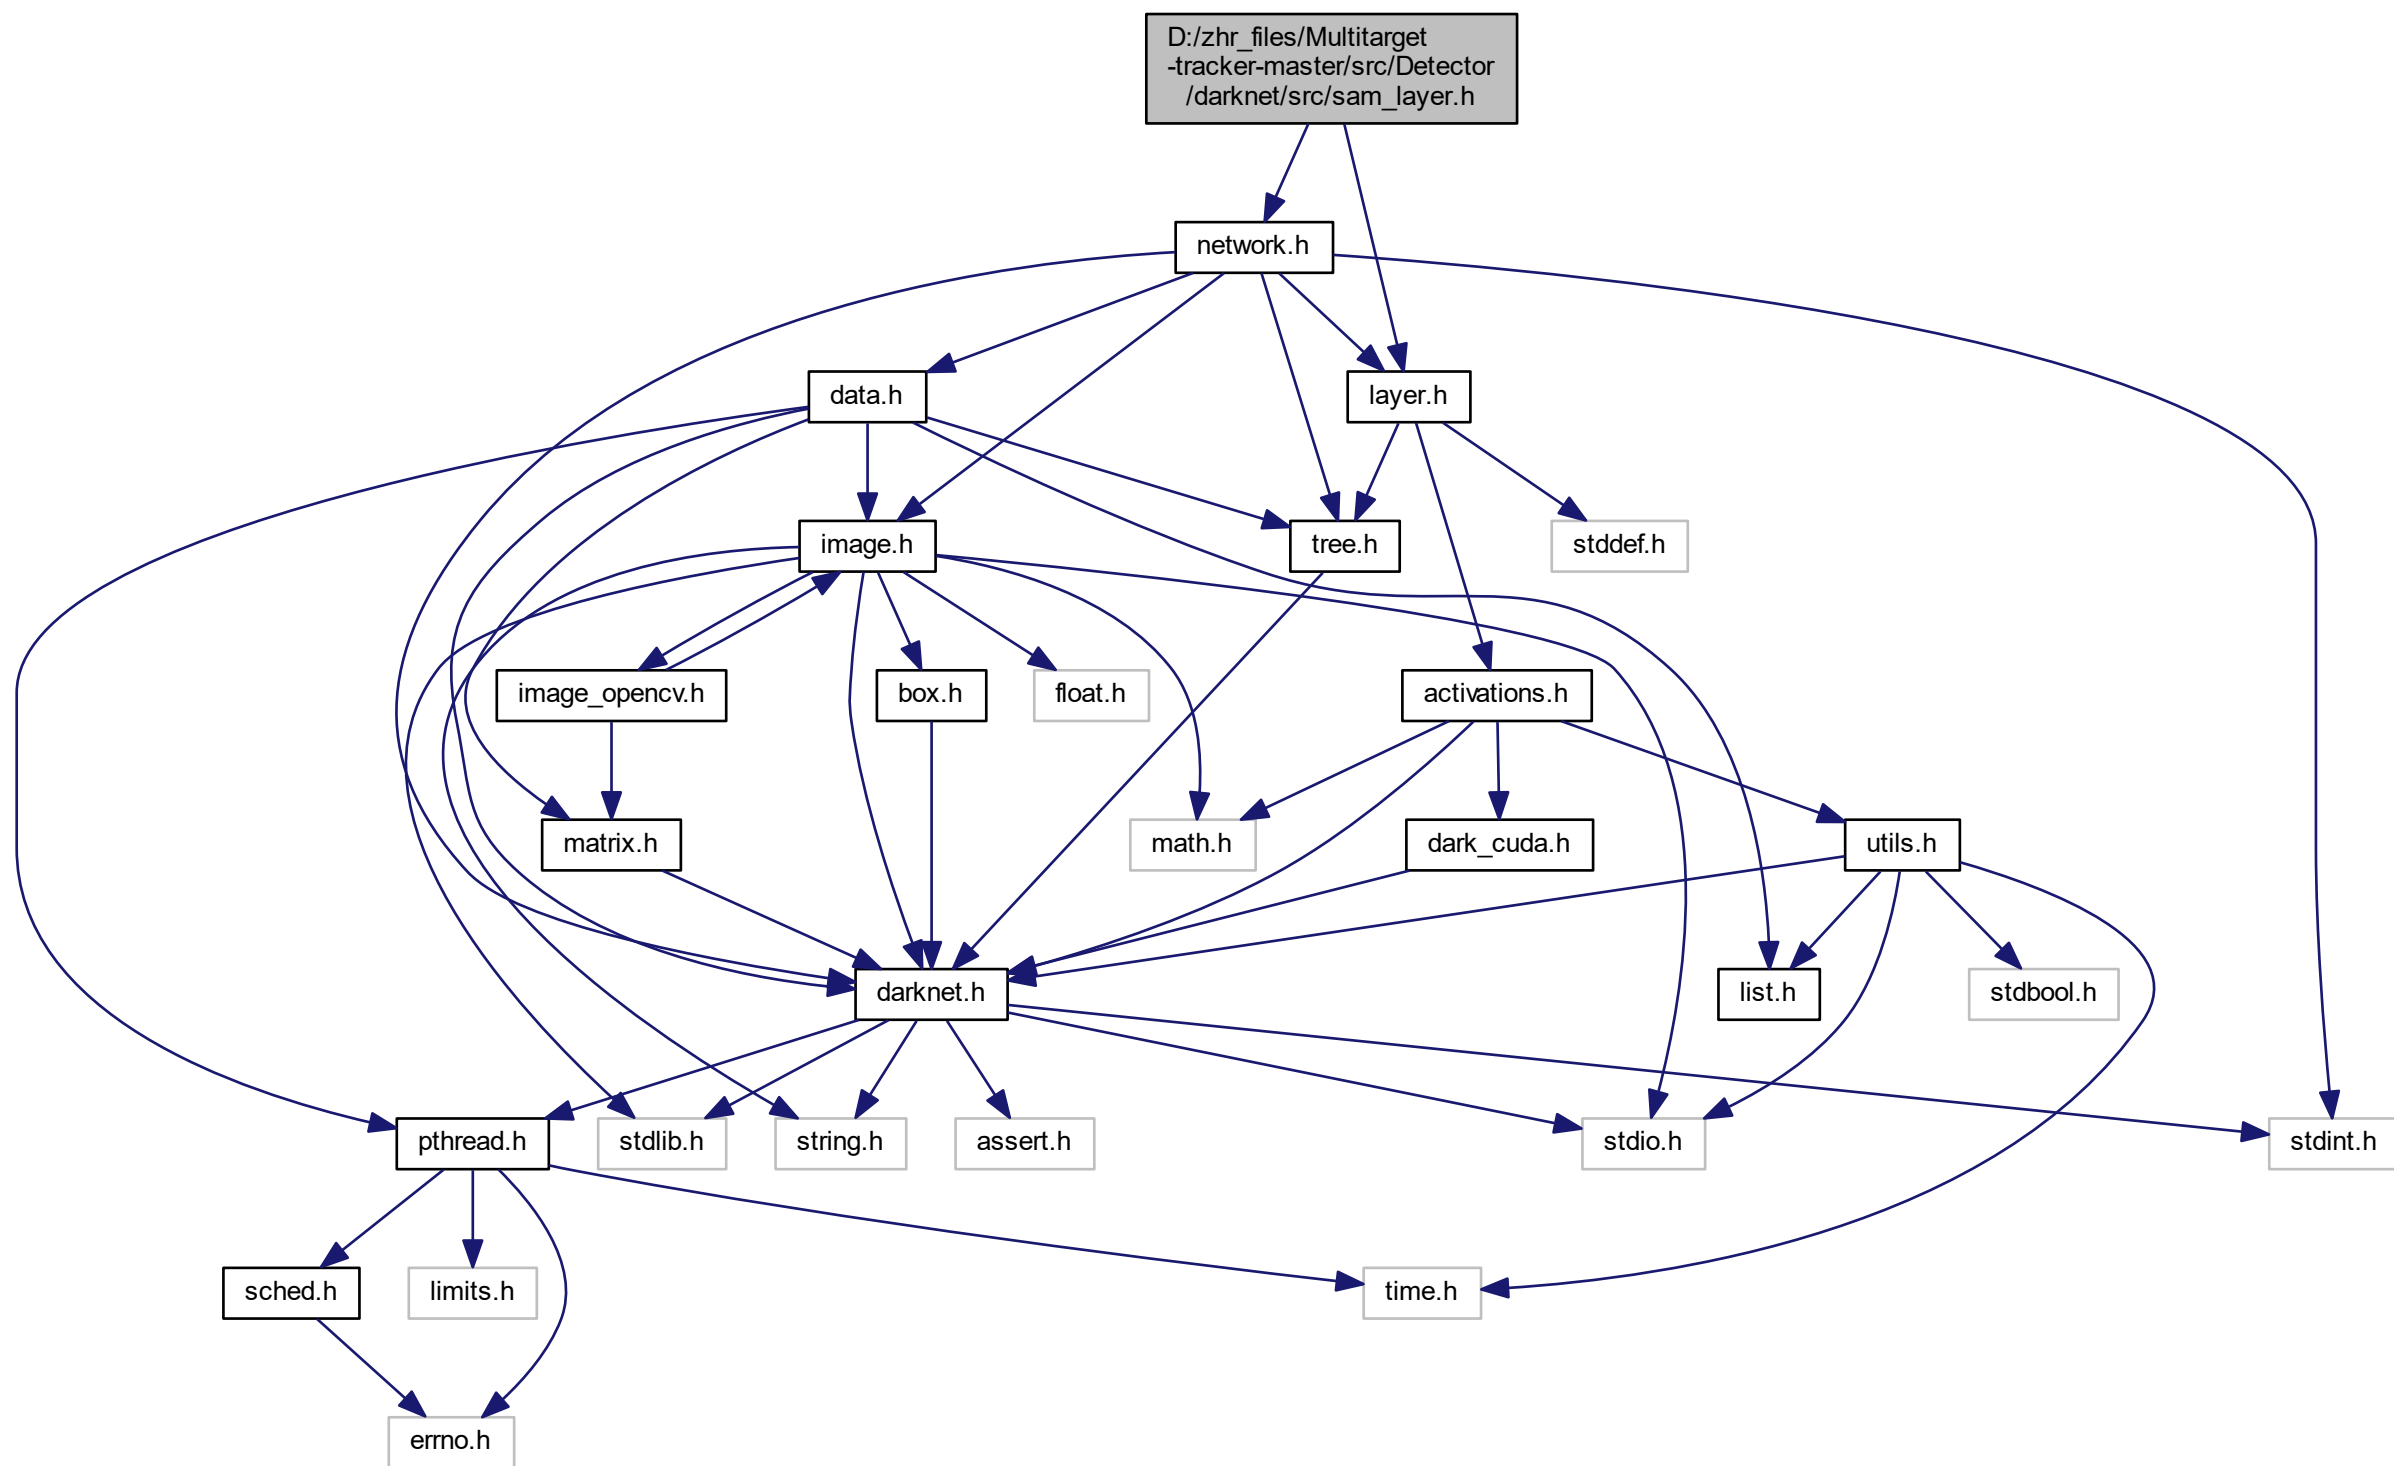 D:/zhr_files/Multitarget
-tracker-master/src/Detector
/darknet/src/sam_layer.h
network.h
data.h
layer.h
image.h
tree.h
stddef.h
image_opencv.h
box.h
float.h
activations.h
matrix.h
math.h
dark_cuda.h
utils.h
darknet.h
list.h
stdbool.h
pthread.h
stdlib.h
string.h
assert.h
stdio.h
stdint.h
sched.h
limits.h
time.h
errno.h